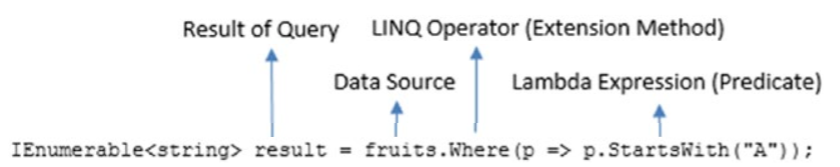 Result of Query LINQ Operator (Extension Method)
Data Source Lambda Expression (Predicate)
IEnumerable<string> result = fruits.Where(p => p.StartsWith("A"));